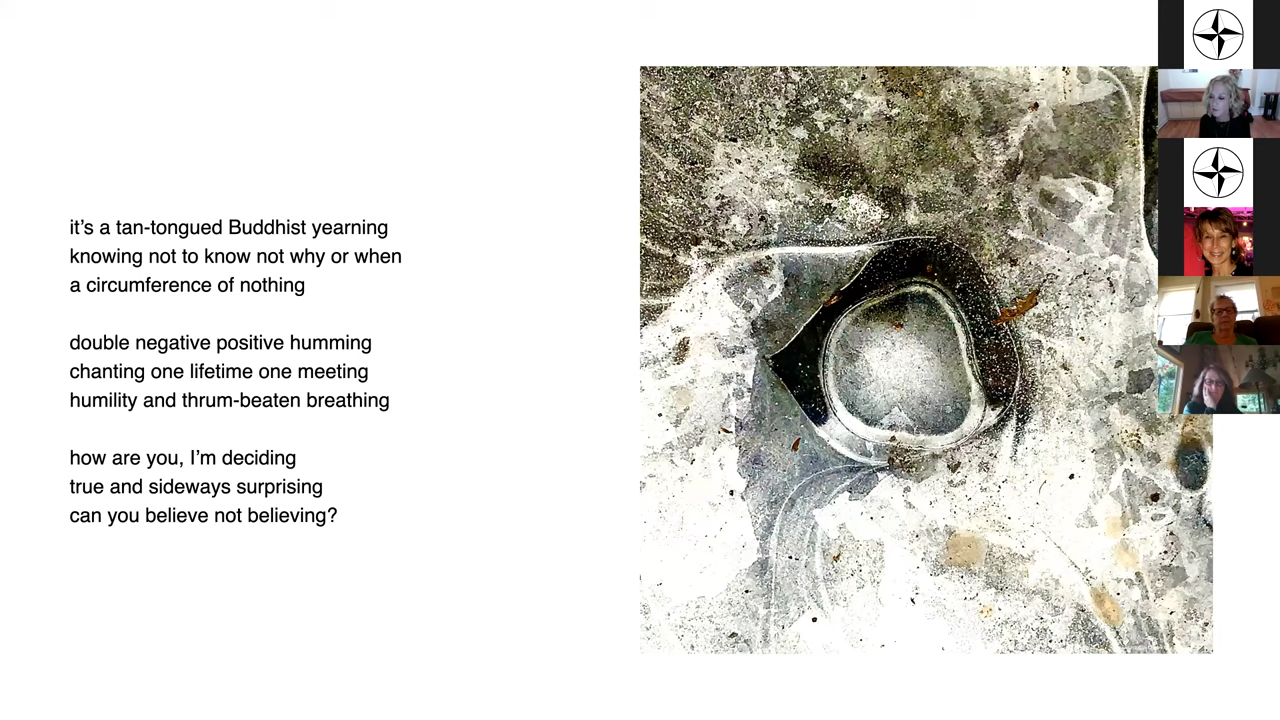 it’s a tan-tongued Buddhist yearning
knowing not to know not why or when
a circumference of nothing
double negative positive humming
chanting one lifetime one meeting
humility and thrum-beaten breathing
how are you, I’m deciding
true and sideways surprising
can you believe not believing?